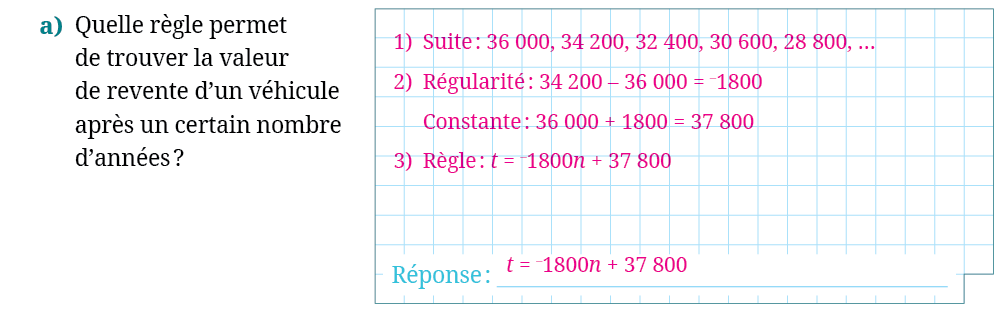 a) Quelle règle permet
de trouver la valeur
de revente d’un véhicule
après un certain nombre
d’années ?
1) Suite : 36 000, 34 200, 32 400, 30 600, 28 800, ...
2) Régularité : 34 200 – 36 000 = ⁻1800
Constante : 36 000 + 1800 = 37 800
3) Règle : t = ⁻1800n + 37 800
Réponse : t = ⁻1800n + 37 800